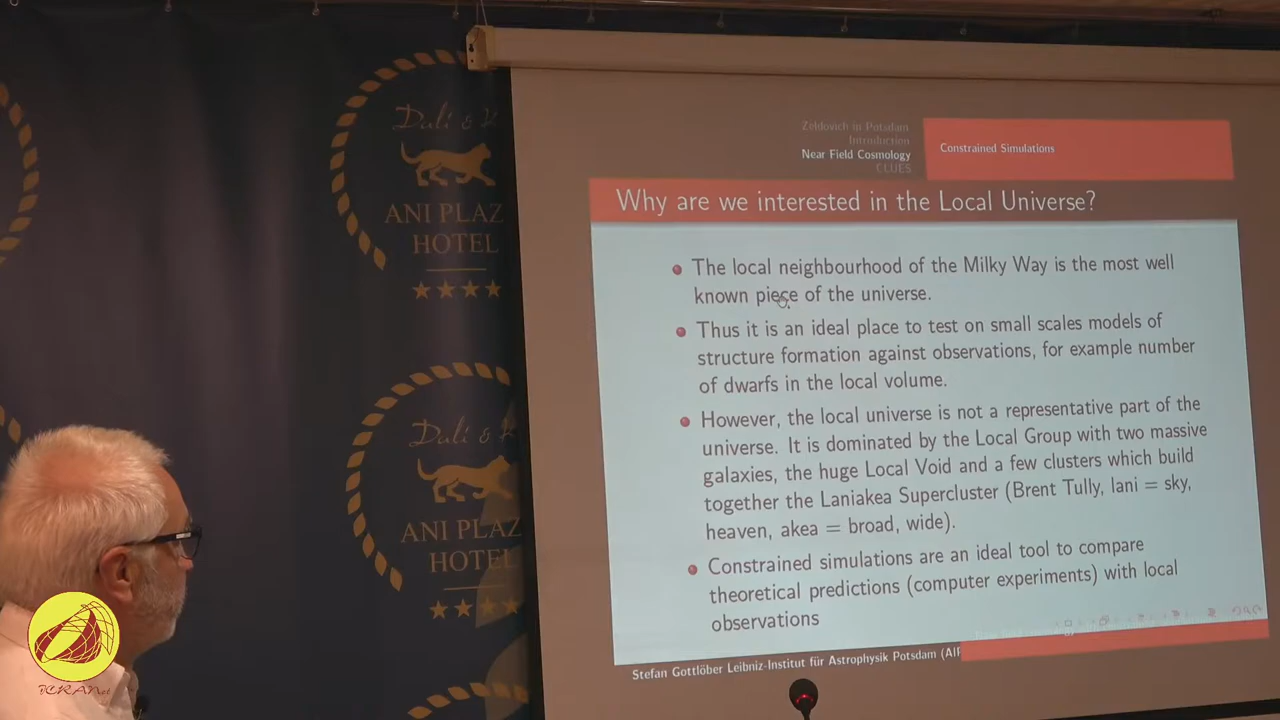 Duli & 
ANI PLAZ
HOTEL
Duli & 
ANI PLAZ
HOTEL
ICRANet
Zeldovich in Potsdam
Introduction
Near Field Cosmology
CLUES
Constrained Simulations
Why are we interested in the Local Universe?
The local neighbourhood of the Milky Way is the most well
known piece of the universe.
Thus it is an ideal place to test on small scales models of
structure formation against observations, for example number
of dwarfs in the local volume.
However, the local universe is not a representative part of the
universe. It is dominated by the Local Group with two massive
galaxies, the huge Local Void and a few clusters which build
together the Laniakea Supercluster (Brent Tully, lani = sky,
heaven, akea = broad, wide).
Constrained simulations are an ideal tool to compare
theoretical predictions (computer experiments) with local
observations
Stefan Gottlöber Leibniz-Institut für Astrophysik Potsdam (AIP